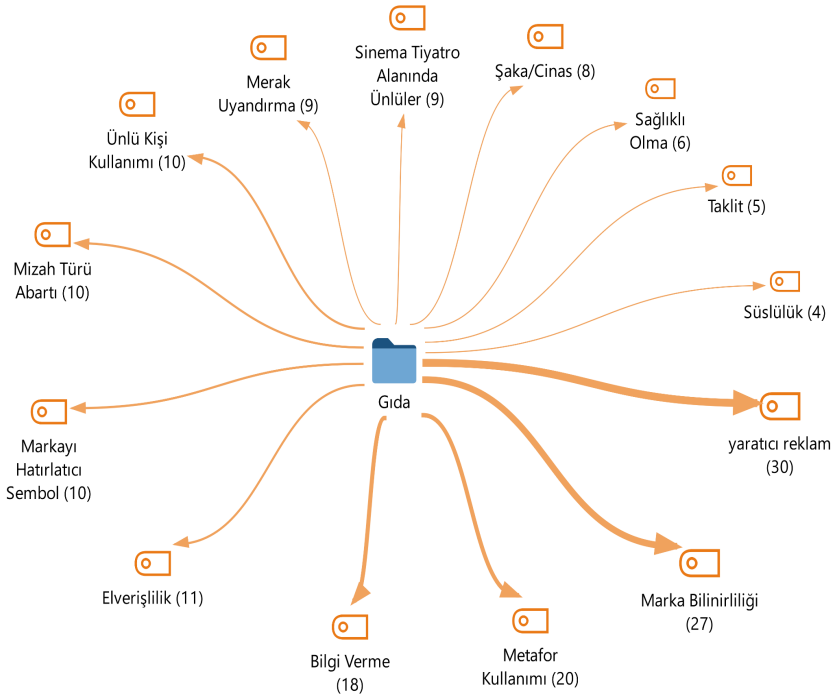 Sinema Tiyatro
Alanında
Ünlüler (9)
Şaka/Cinas (8)
Merak
Uyandırma (9)
Sağlıklı
Olma (6)
Ünlü Kişi
Kullanımı (10)
Taklit (5)
Mizah Türü
Abartı (10)
Süslülük (4)
Gıda
Markayı
Hatırlatıcı
Sembol (10)
yaratıcı reklam
(30)
Elverişlilik (11)
Marka Bilinirliliği
(27)
Bilgi Verme
(18)
Metafor
Kullanımı (20)